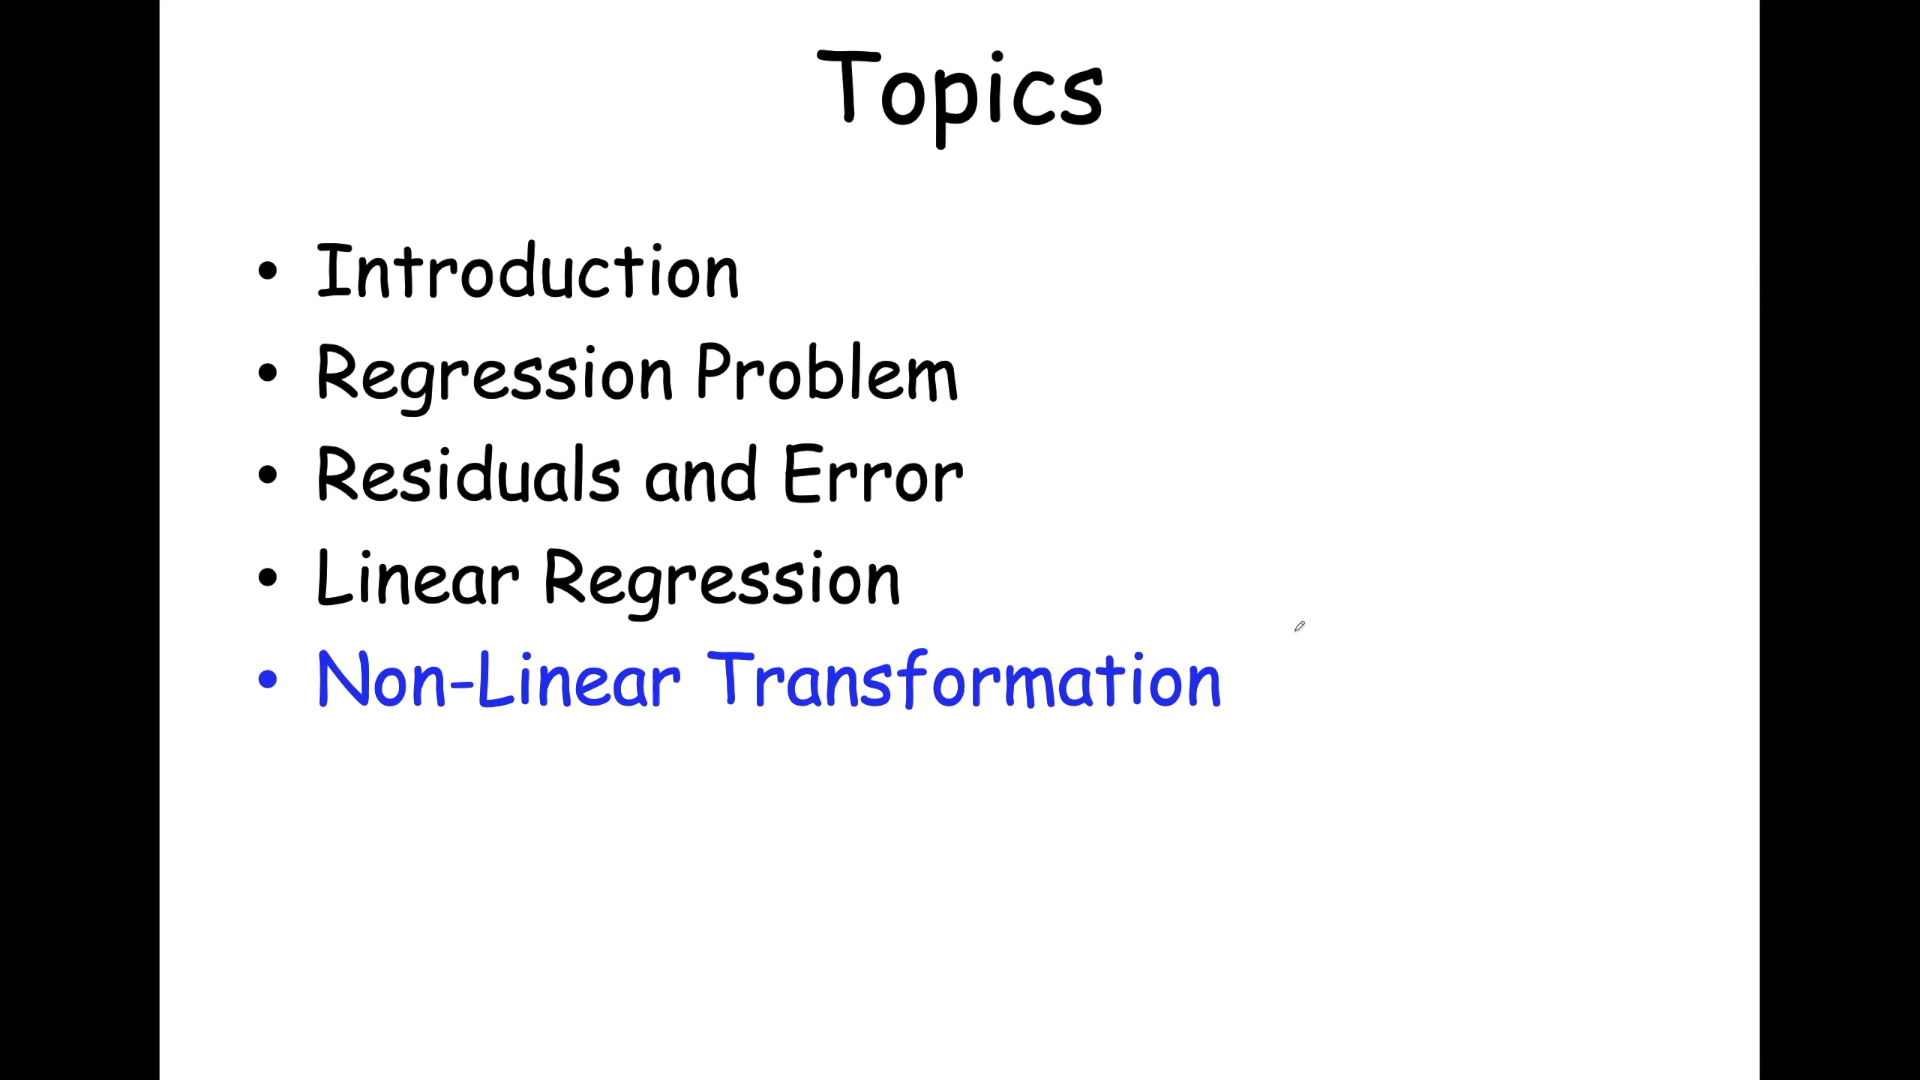 Topics
• Introduction
• Regression Problem
• Residuals and Error
• Linear Regression
• Non-Linear Transformation